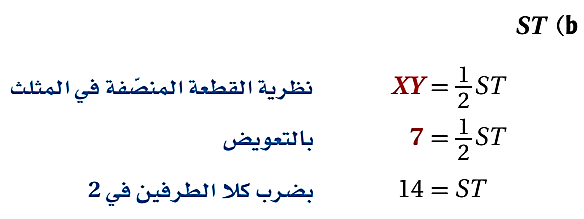 ST (b
XY = 1/2 ST نظرية القطعة المنصّفة في المثلث
7 = 1/2 ST بالتعويض
14 = ST بضرب كلا الطرفين في 2